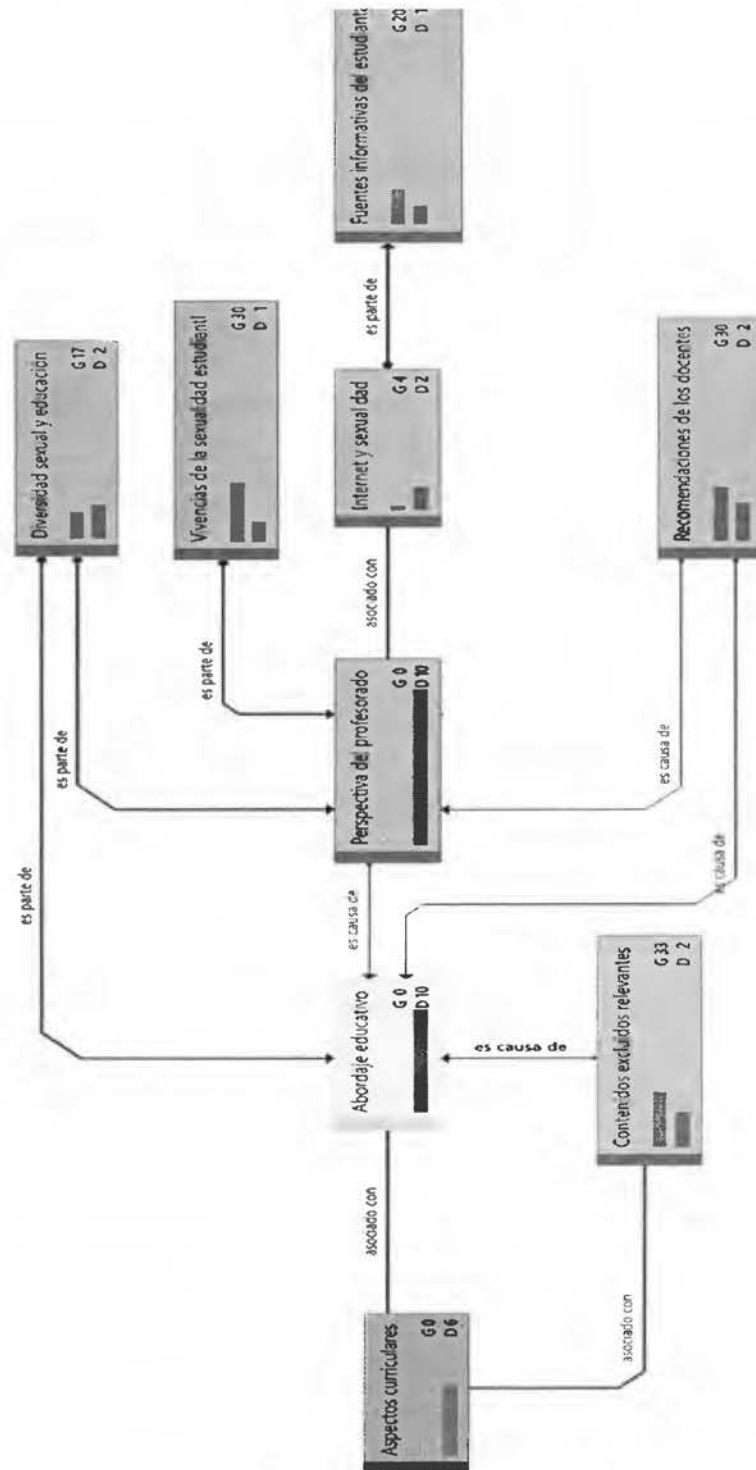 es parte de
Diversidad sexual y educación
G 17
D 2
es parte de
Vivencias de la sexualidad estudiantl
G 30
D 1
es parte de
Aspectos curriculares
G 0
D 6
asociado con
Abordaje educativo
G 0
D 10
es causa de
Perspectiva del profesorado
G 0
D 10
asociado con
Internet y sexualidad
G 4
D 2
es parte de
Fuentes informativas del estudianta
G 20
D 1
es causa de
asociado con
Contenidos excluidos relevantes
G 33
D 2
es causa de
es causa de
Recomendaciones de los docentes
G 30
D 2